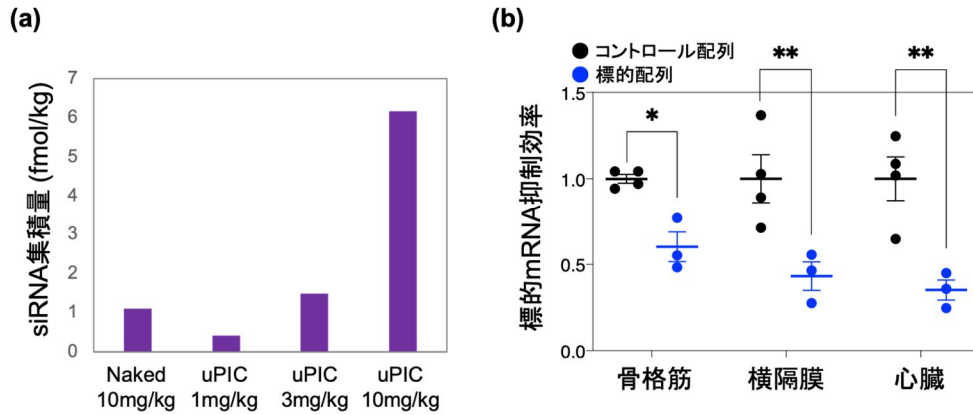 (a)
siRNA集積量 (fmol/kg)
7
6
5
4
3
2
1
0
Naked
10mg/kg
uPIC
1mg/kg
uPIC
3mg/kg
uPIC
10mg/kg
(b)
コントロール配列
標的配列
標的mRNA抑制効率
1.5
1.0
0.5
0.0
*
**
**
骨格筋
横隔膜
心臓